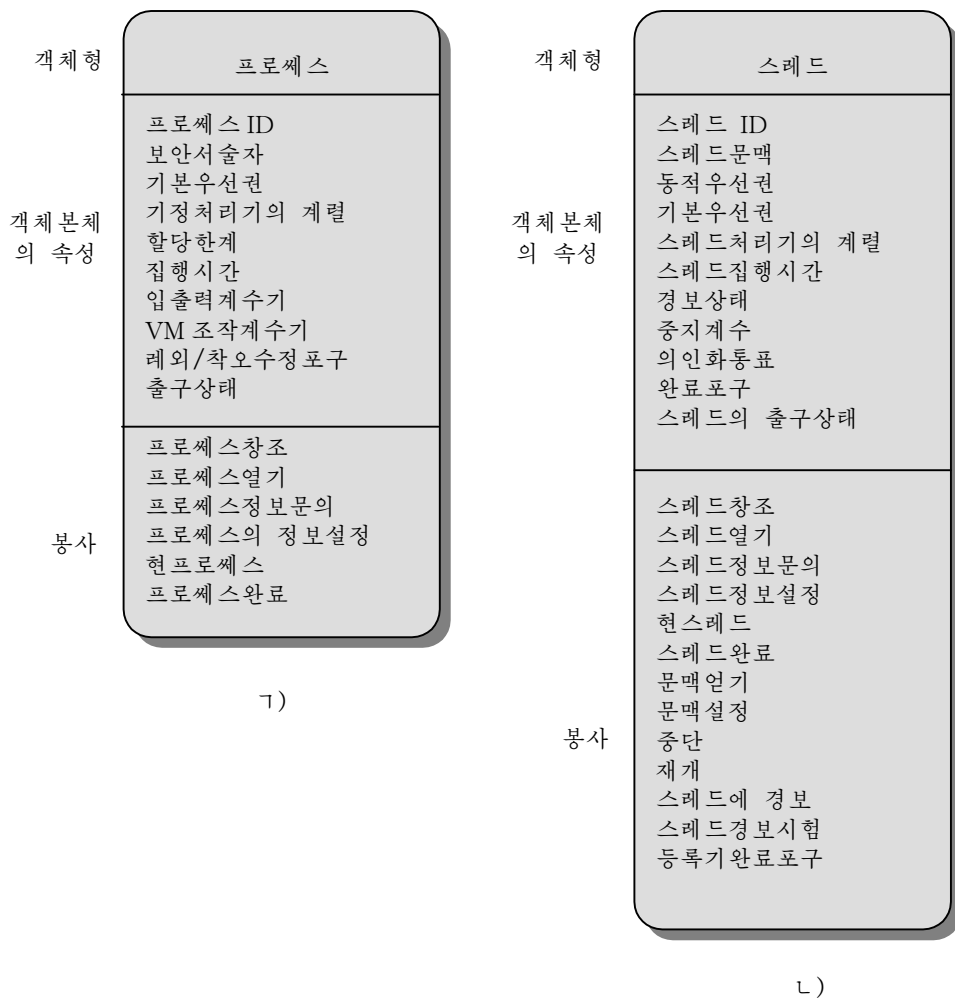 객체형
프로쎄스
객체본체
의 속성
프로쎄스 ID
보안서술자
기본우선권
기정처리기의 계렬
할당한계
집행시간
입출력계수기
VM 조작계수기
레외/착오수정포구
출구상태
봉사
프로쎄스창조
프로쎄스열기
프로쎄스정보문의
프로쎄스의 정보설정
현프로쎄스
프로쎄스완료
ㄱ)
객체형
스레드
객체본체
의 속성
스레드 ID
스레드문맥
동적우선권
기본우선권
스레드처리기의 계렬
스레드집행시간
경보상태
중지계수
의인화통표
완료포구
스레드의 출구상태
봉사
스레드창조
스레드열기
스레드정보문의
스레드정보설정
현스레드
스레드완료
문맥얻기
문맥설정
중단
재개
스레드에 경보
스레드경보시험
등록기완료포구
ㄴ)